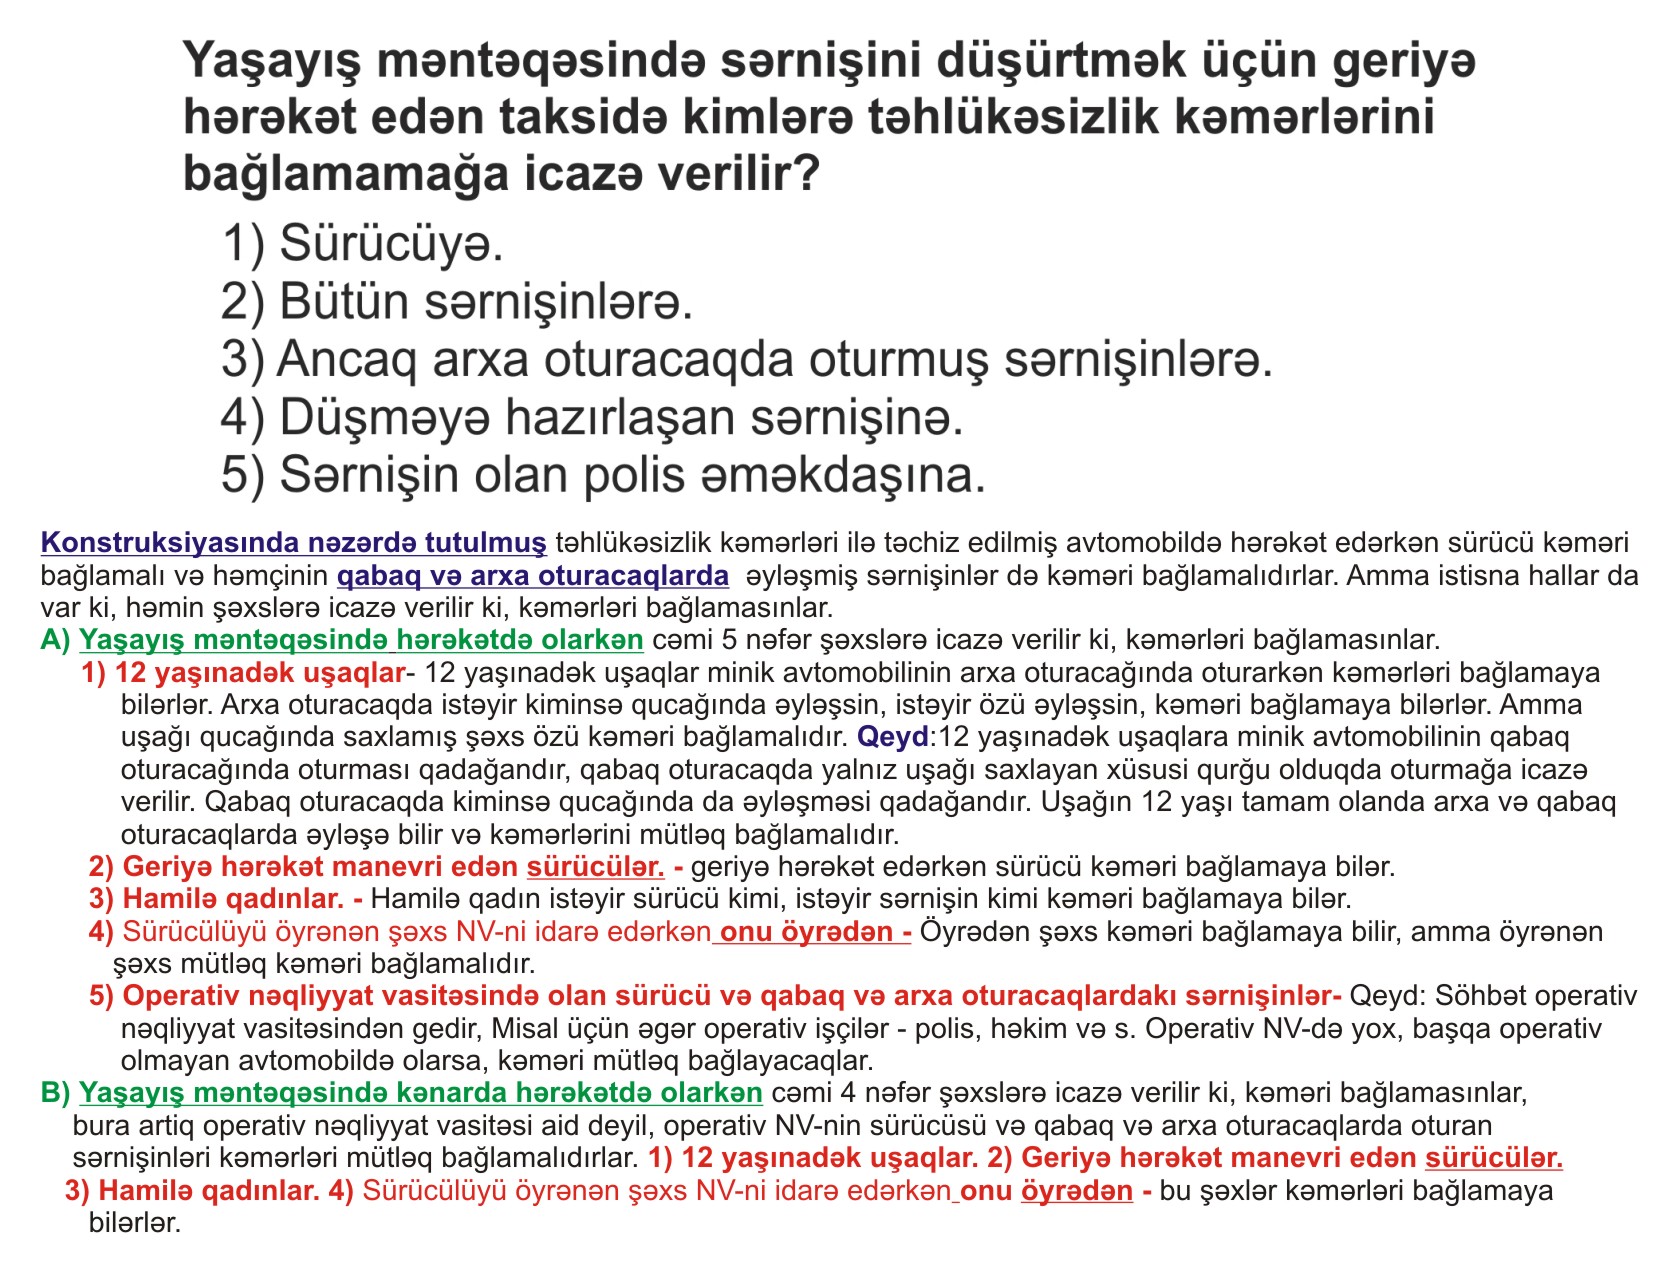 Yaşayış məntəqəsində sərnişini düşürtmək üçün geriyə
hərəkət edən taksidə kimlərə təhlükəsizlik kəmərlərini
bağlamamağa icazə verilir?
1) Sürücüyə.
2) Bütün sərnişinlərə.
3) Ancaq arxa oturacaqda oturmuş sərnişinlərə.
4) Düşməyə hazırlaşan sərnişinə.
5) Sərnişin olan polis əməkdaşına.
Konstruksiyasında nəzərdə tutulmuş təhlükəsizlik kəmərləri ilə təchiz edilmiş avtomobildə hərəkət edərkən sürücü kəməri
bağlamalı və həmçinin qabaq və arxa oturacaqlarda əyləşmiş sərnişinlər də kəməri bağlamalıdırlar. Amma istisna hallar da
var ki, həmin şəxslərə icazə verilir ki, kəmərləri bağlamasınlar.
A) Yaşayış məntəqəsində hərəkətdə olarkən cəmi 5 nəfər şəxslərə icazə verilir ki, kəmərləri bağlamasınlar.
1) 12 yaşınadək uşaqlar- 12 yaşınadək uşaqlar minik avtomobilinin arxa oturacağında oturarkən kəmərləri bağlamaya
bilərlər. Arxa oturacaqda istəyir kiminsə qucağında əyləşsin, istəyir özü əyləşsin, kəməri bağlamaya bilərlər. Amma
uşağı qucağında saxlamış şəxs özü kəməri bağlamalıdır. Qeyd:12 yaşınadək uşaqlara minik avtomobilinin qabaq
oturacağında oturması qadağandır, qabaq oturacaqda yalnız uşağı saxlayan xüsusi qurğu olduqda oturmağa icazə
verilir. Qabaq oturacaqda kiminsə qucağında da əyləşməsi qadağandır. Uşağın 12 yaşı tamam olanda arxa və qabaq
oturacaqlarda əyləşə bilir və kəmərlərini mütləq bağlamalıdır.
2) Geriyə hərəkət manevri edən sürücülər. - geriyə hərəkət edərkən sürücü kəməri bağlamaya bilər.
3) Hamilə qadınlar. - Hamilə qadın istəyir sürücü kimi, istəyir sərnişin kimi kəməri bağlamaya bilər.
4) Sürücülüyü öyrənən şəxs NV-ni idarə edərkən onu öyrədən - Öyrədən şəxs kəməri bağlamaya bilir, amma öyrənən
şəxs mütləq kəməri bağlamalıdır.
5) Operativ nəqliyyat vasitəsində olan sürücü və qabaq və arxa oturacaqlardakı sərnişinlər- Qeyd: Söhbət operativ
nəqliyyat vasitəsindən gedir, Misal üçün əgər operativ işçilər - polis, həkim və s. Operativ NV-də yox, başqa operativ
olmayan avtomobildə olarsa, kəməri mütləq bağlayacaqlar.
B) Yaşayış məntəqəsində kənarda hərəkətdə olarkən cəmi 4 nəfər şəxslərə icazə verilir ki, kəməri bağlamasınlar,
bura artiq operativ nəqliyyat vasitəsi aid deyil, operativ NV-nin sürücüsü və qabaq və arxa oturacaqlarda oturan
sərnişinləri kəmərləri mütləq bağlamalıdırlar. 1) 12 yaşınadək uşaqlar. 2) Geriyə hərəkət manevri edən sürücülər.
3) Hamilə qadınlar. 4) Sürücülüyü öyrənən şəxs NV-ni idarə edərkən onu öyrədən - bu şəxlər kəmərləri bağlamaya
bilərlər.